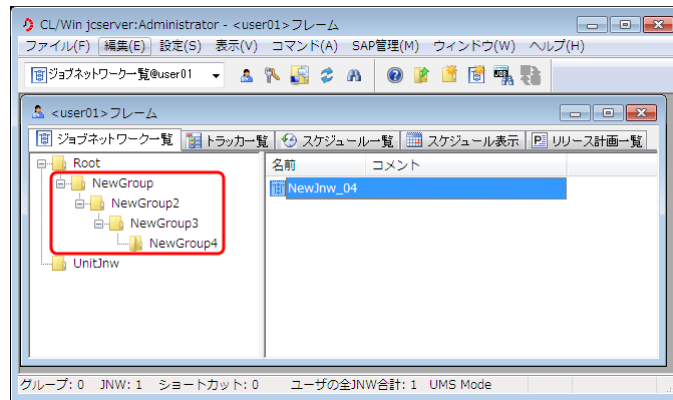 CL/Win jcserver:Administrator - <user01>フレーム
ファイル(F) 編集(E) 設定(S) 表示(V) コマンド(A) SAP管理(M) ウィンドウ(W) ヘルプ(H)
ジョブネットワーク一覧@user01
<user01>フレーム
ジョブネットワーク一覧 トラッカー一覧 スケジュール一覧 スケジュール表示 リリース計画一覧
Root
名前 コメント
NewGroup
NewJnw_04
NewGroup2
NewGroup3
NewGroup4
UnitJnw
グループ: 0 JNW: 1 ショートカット: 0 ユーザの全JNW合計: 1 UMS Mode